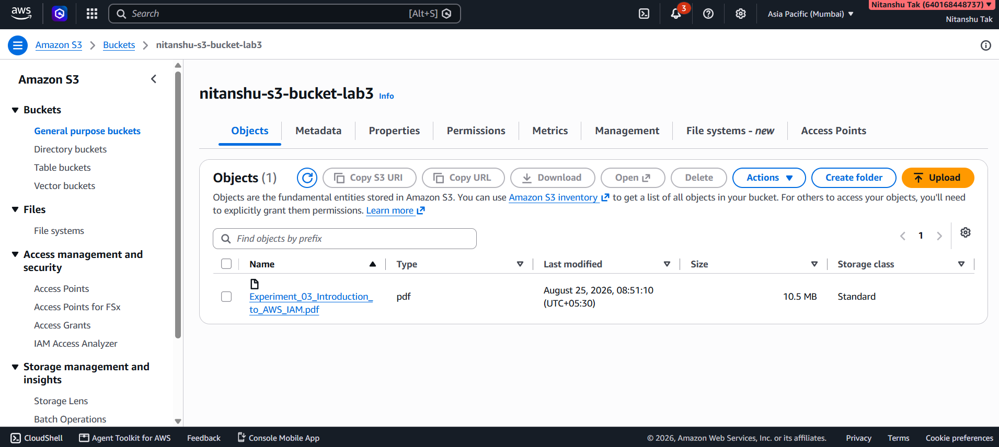 aws
Search [Alt+S]
3
Asia Pacific (Mumbai)
Nitanshu Tak (640168448737)
Nitanshu Tak
Amazon S3
Buckets
nitanshu-s3-bucket-lab3
Amazon S3
Buckets
General purpose buckets
Directory buckets
Table buckets
Vector buckets
Files
File systems
Access management and
security
Access Points
Access Points for FSx
Access Grants
IAM Access Analyzer
Storage management and
insights
Storage Lens
Batch Operations
nitanshu-s3-bucket-lab3 Info
Objects Metadata Properties Permissions Metrics Management File systems - new Access Points
Objects (1) Copy S3 URI Copy URL Download Open Delete Actions Create folder Upload
Objects are the fundamental entities stored in Amazon S3. You can use Amazon S3 inventory to get a list of all objects in your bucket. For others to access your objects, you'll need
to explicitly grant them permissions. Learn more
Find objects by prefix
1
Name Type Last modified Size Storage class
Experiment_03_Introduction_
to_AWS_IAM.pdf
pdf
August 25, 2026, 08:51:10
(UTC+05:30)
10.5 MB
Standard
CloudShell Agent Toolkit for AWS Feedback Console Mobile App © 2026, Amazon Web Services, Inc. or its affiliates. Privacy Terms Cookie preferences